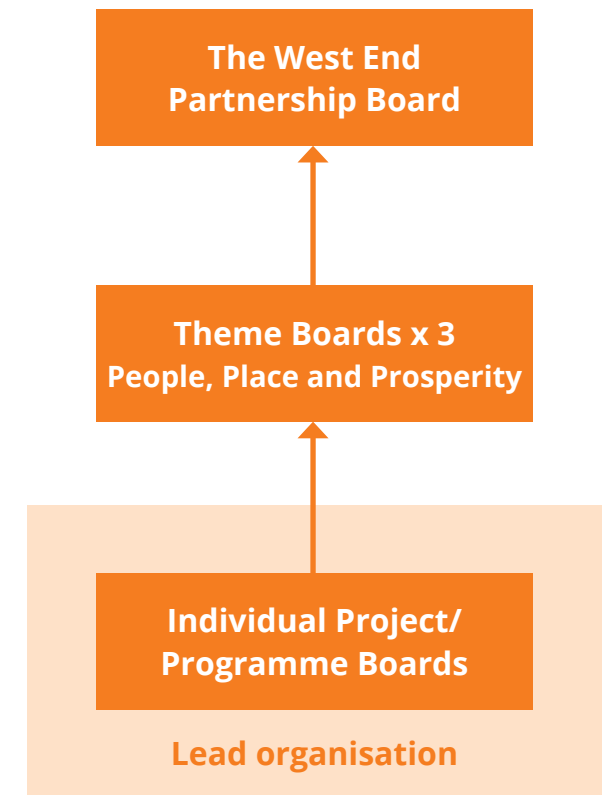 The West End
Partnership Board
Theme Boards x 3
People, Place and Prosperity
Individual Project/
Programme Boards
Lead organisation